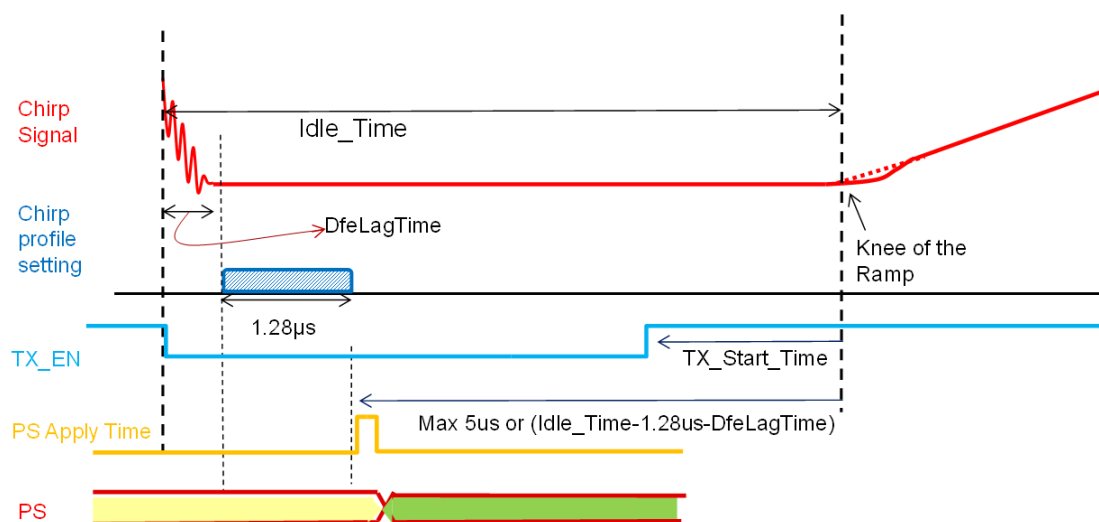 Chirp
Signal
Idle_Time
Chirp
profile
setting
DfeLagTime
Knee of the
Ramp
1.28µs
TX_EN
TX_Start_Time
PS Apply Time
Max 5us or (Idle_Time-1.28us-DfeLagTime)
PS